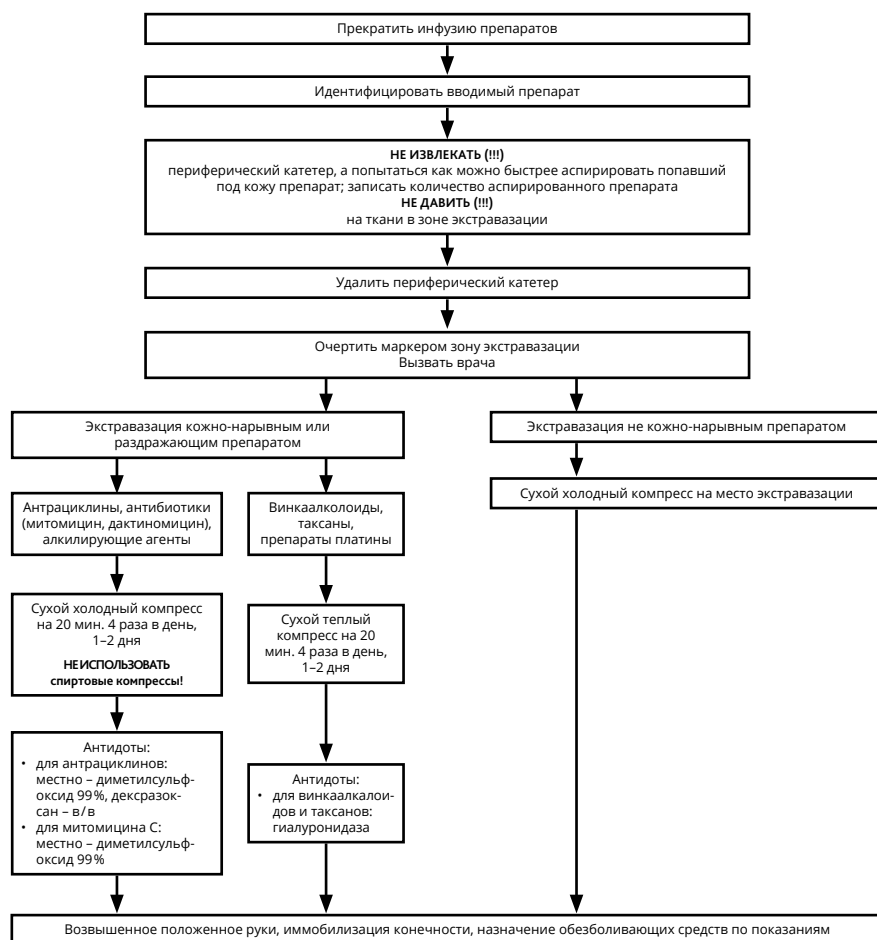 Прекратить инфузию препаратов
Идентифицировать вводимый препарат
НЕ ИЗВЛЕКАТЬ (!!!)
периферический катетер, а попытаться как можно быстрее аспирировать попавший
под кожу препарат; записать количество аспирированного препарата
НЕ ДАВИТЬ (!!!)
на ткани в зоне экстравазации
Удалить периферический катетер
Очертить маркером зону экстравазации
Вызвать врача
Экстравазация кожно-нарывным или
раздражающим препаратом
Экстравазация не кожно-нарывным препаратом
Антрациклины, антибиотики
(митомицин, дактиномицин),
алкилирующие агенты
Винкаалколоиды,
таксаны,
препараты платины
Сухой холодный компресс на место экстравазации
Сухой холодный компресс
на 20 мин. 4 раза в день,
1–2 дня
НЕ ИСПОЛЬЗОВАТЬ
спиртовые компрессы!
Сухой теплый
компресс на 20
мин. 4 раза в день,
1–2 дня
Антидоты:
• для антрациклинов:
местно – диметилсульф-
оксид 99%, дексразок-
сан – в/в
• для митомицина С:
местно – диметилсульф-
оксид 99%
Антидоты:
• для винкаалкалои-
дов и таксанов:
гиалуронидаза
Возвышенное положенное руки, иммобилизация конечности, назначение обезболивающих средств по показаниям